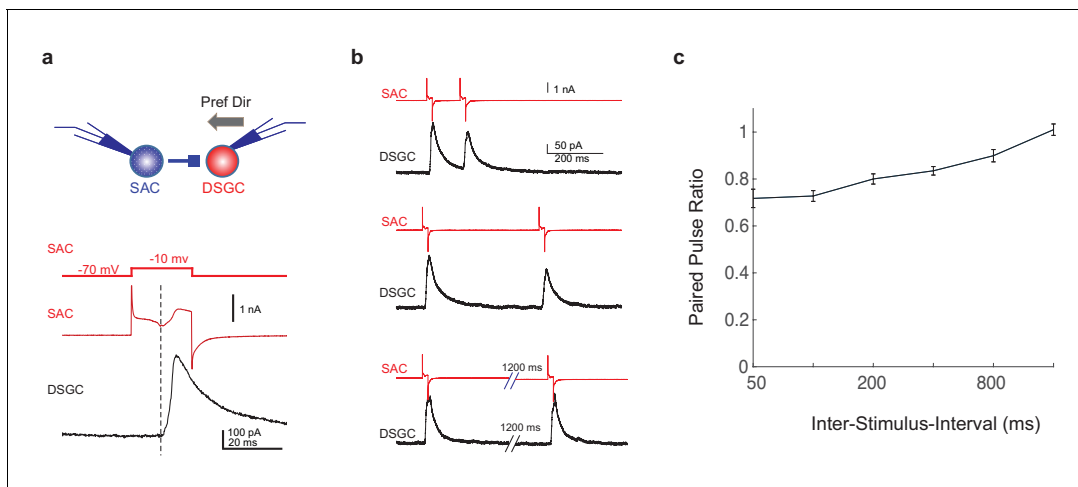 a
Pref Dir
SAC
DSGC
SAC
-70 mV
-10 mv
SAC
1 nA
DSGC
100 pA
20 ms
b
SAC
1 nA
DSGC
50 pA
200 ms
SAC
DSGC
SAC
1200 ms
DSGC
1200 ms
c
Paired Pulse Ratio
1
0.8
0.6
0.4
0.2
0
50
200
800
Inter-Stimulus-Interval (ms)